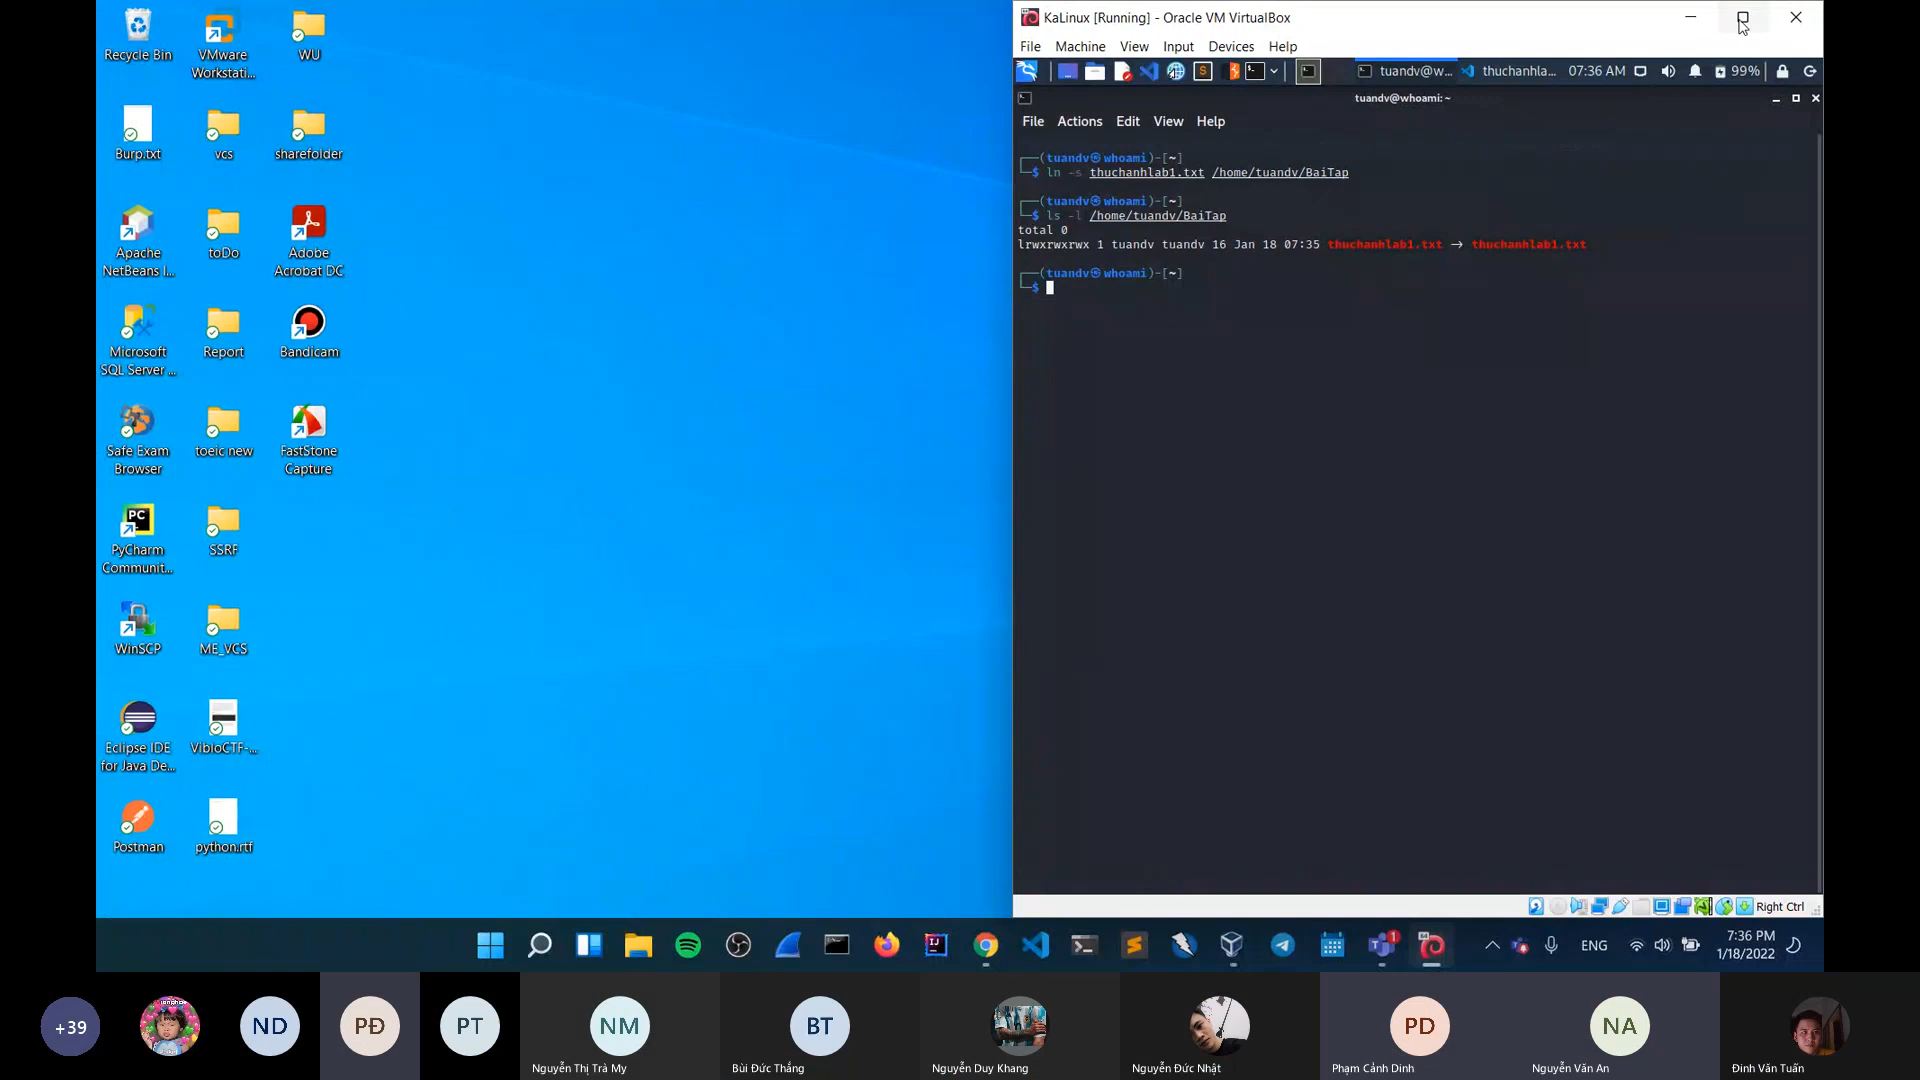 Recycle Bin
VMware
Workstati...
WU
Burp.txt
vcs
sharefolder
Apache
NetBeans I...
toDo
Adobe
Acrobat DC
Microsoft
SQL Server ...
Report
Bandicam
Safe Exam
Browser
toeic new
FastStone
Capture
PC
PyCharm
Communit...
SSRF
WinSCP
ME_VCS
Eclipse IDE
for Java De...
VibloCTF-...
Postman
python.rtf
KaLinux [Running] - Oracle VM VirtualBox
File Machine View Input Devices Help
tuandv@w... thuchanhla... 07:36 AM 99%
tuandv@whoami: ~
File Actions Edit View Help
┌──(tuandv㉿whoami)-[~]
└─$ ln -s thuchanhlab1.txt /home/tuandv/BaiTap
┌──(tuandv㉿whoami)-[~]
└─$ ls -l /home/tuandv/BaiTap
total 0
lrwxrwxrwx 1 tuandv tuandv 16 Jan 18 07:35 thuchanhlab1.txt → thuchanhlab1.txt
┌──(tuandv㉿whoami)-[~]
└─$
Right Ctrl
IJ
1
ENG
7:36 PM
1/18/2022
+39
ND
PĐ
PT
NM
Nguyễn Thị Trà My
BT
Bùi Đức Thắng
Nguyễn Duy Khang
Nguyễn Đức Nhật
PD
Phạm Cảnh Dinh
NA
Nguyễn Văn An
Đinh Văn Tuấn